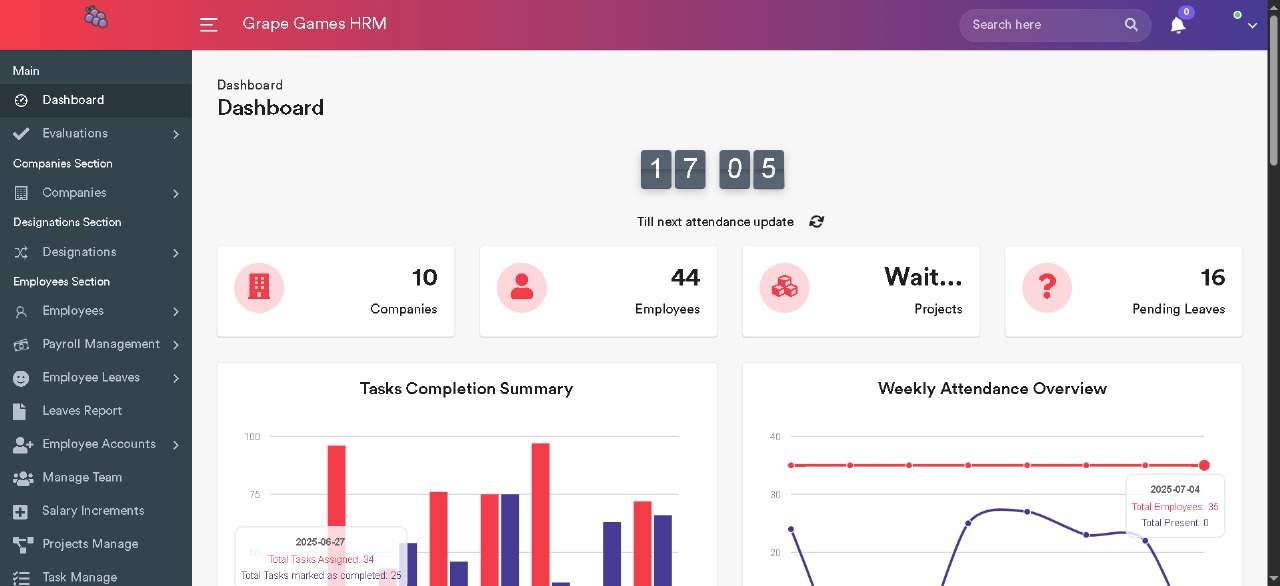 Grape Games HRM
Search here
0
Main
Dashboard
Evaluations
Companies Section
Companies
Designations Section
Designations
Employees Section
Employees
Payroll Management
Employee Leaves
Leaves Report
Employee Accounts
Manage Team
Salary Increments
Projects Manage
Task Manage
Dashboard
Dashboard
17 05
Till next attendance update
10
Companies
44
Employees
Wait...
Projects
16
Pending Leaves
Tasks Completion Summary
100
75
60
2025-06-27
Total Tasks Assigned: 34
Total Tasks marked as completed: 25
Weekly Attendance Overview
40
30
20
2025-07-04
Total Employees: 35
Total Present: 0